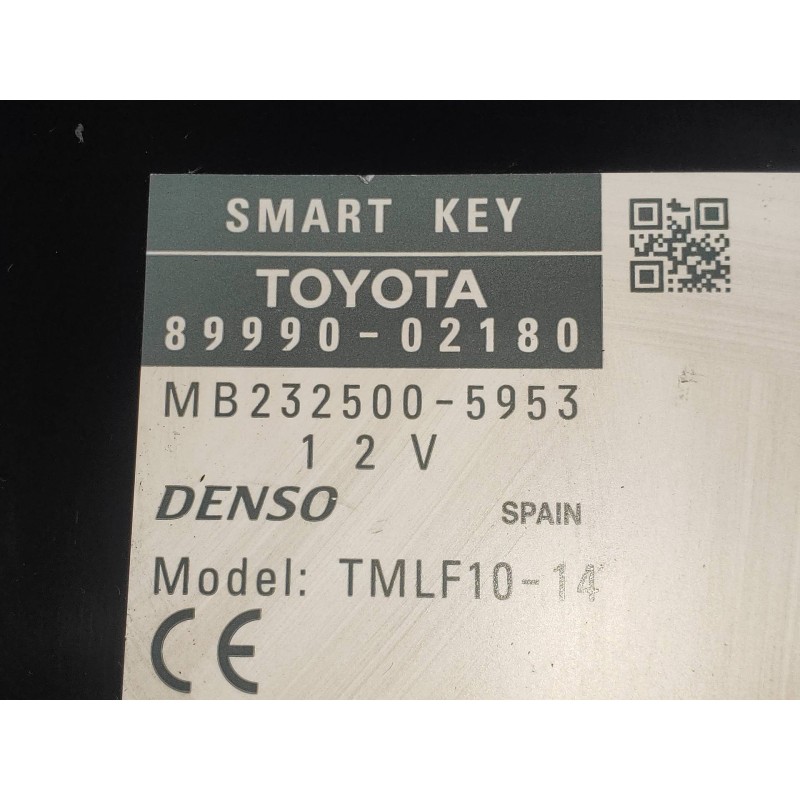 SMART KEY
TOYOTA
89990-02180
MB232500-5953
12V
DENSO SPAIN
Model: TMLF10-14
CE